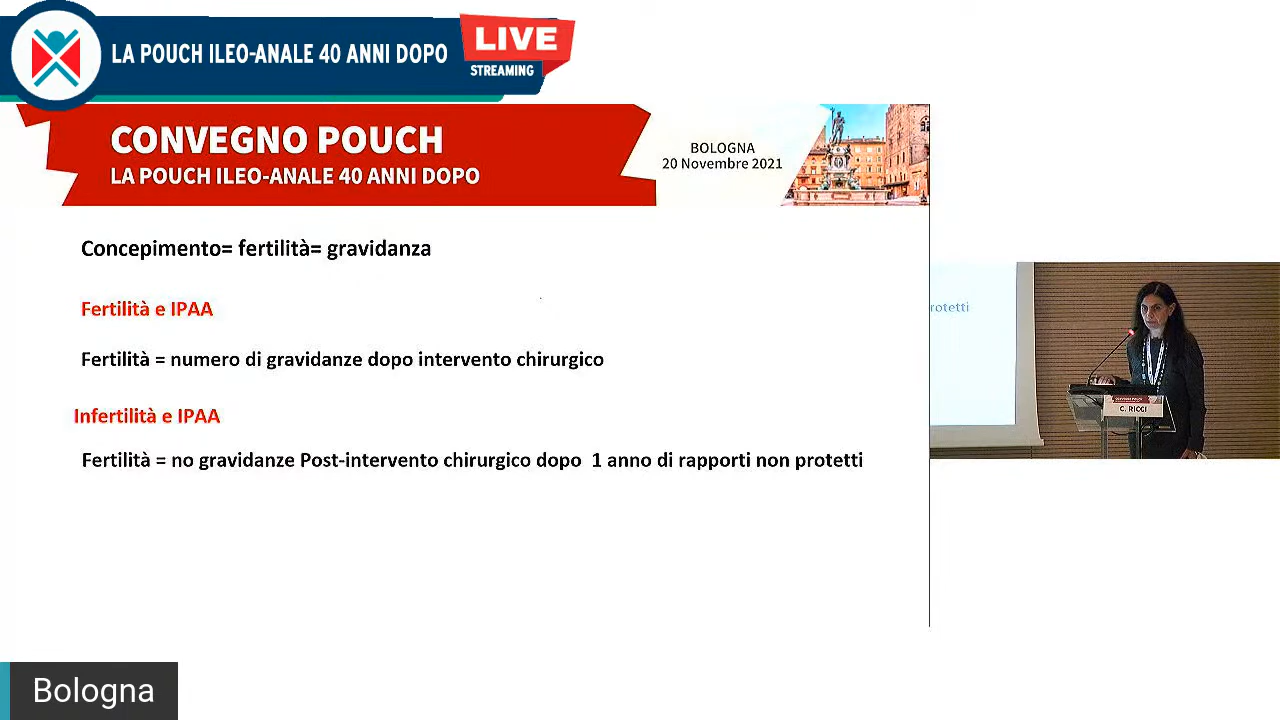 LA POUCH ILEO-ANALE 40 ANNI DOPO
LIVE
STREAMING
CONVEGNO POUCH
LA POUCH ILEO-ANALE 40 ANNI DOPO
BOLOGNA
20 Novembre 2021
Concepimento= fertilità= gravidanza
Fertilità e IPAA
Fertilità = numero di gravidanze dopo intervento chirurgico
Infertilità e IPAA
Fertilità = no gravidanze Post-intervento chirurgico dopo 1 anno di rapporti non protetti
rotetti
CONVEGNO POUCH
C. RICCI
Bologna